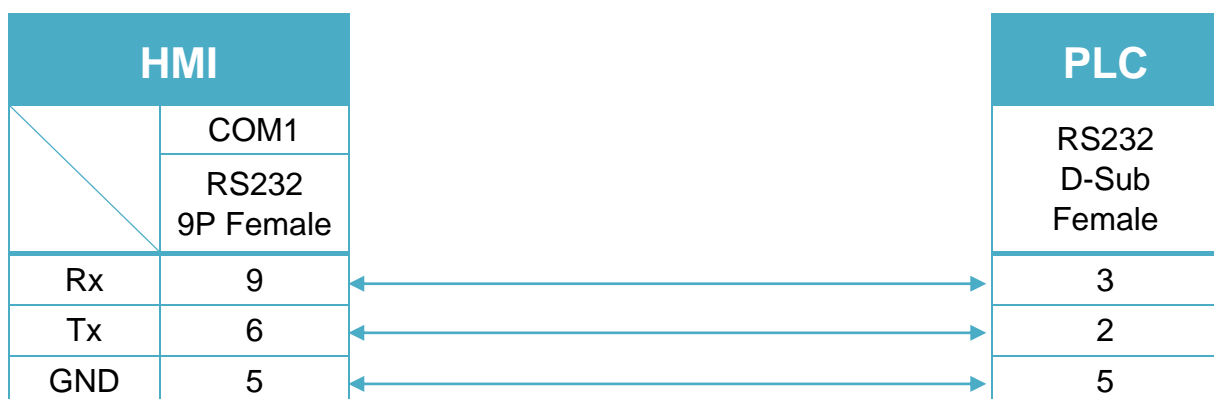 HMI
PLC
COM1
RS232
9P Female
RS232
D-Sub
Female
Rx 9 3
Tx 6 2
GND 5 5